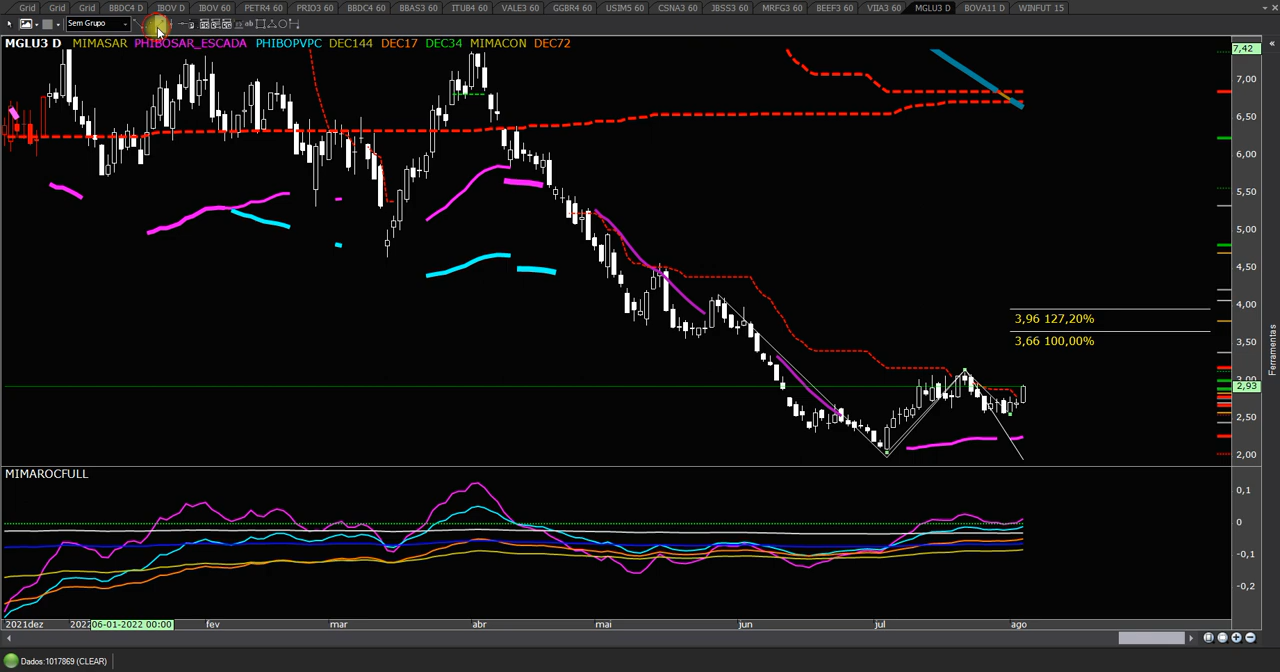 Grid Grid Grid BBDC4 D IBOV D IBOV 60 PETR4 60 PRIO3 60 BBDC4 60 BBAS3 60 ITUB4 60 VALE3 60 GGBR4 60 USIM5 60 CSNA3 60 JBSS3 60 MRFG3 60 BEEF3 60 VIIA3 60 MGLU3 D BOVA11 D WINFUT 15
Sem Grupo
MGLU3 D MIMASAR PHIBOSAR_ESCADA PHIBOPVPC DEC144 DEC17 DEC34 MIMACON DEC72
7,42
7,00
6,50
6,00
5,50
5,00
4,50
4,00
3,96 127,20%
3,66 100,00%
3,50
3,00
2,93
2,50
2,00
Ferramentas
MIMAROCFULL
0,1
0
-0,1
-0,2
2021dez 2022 06-01-2022 00:00 fev mar abr mai jun jul ago
Dados:1017869 (CLEAR)